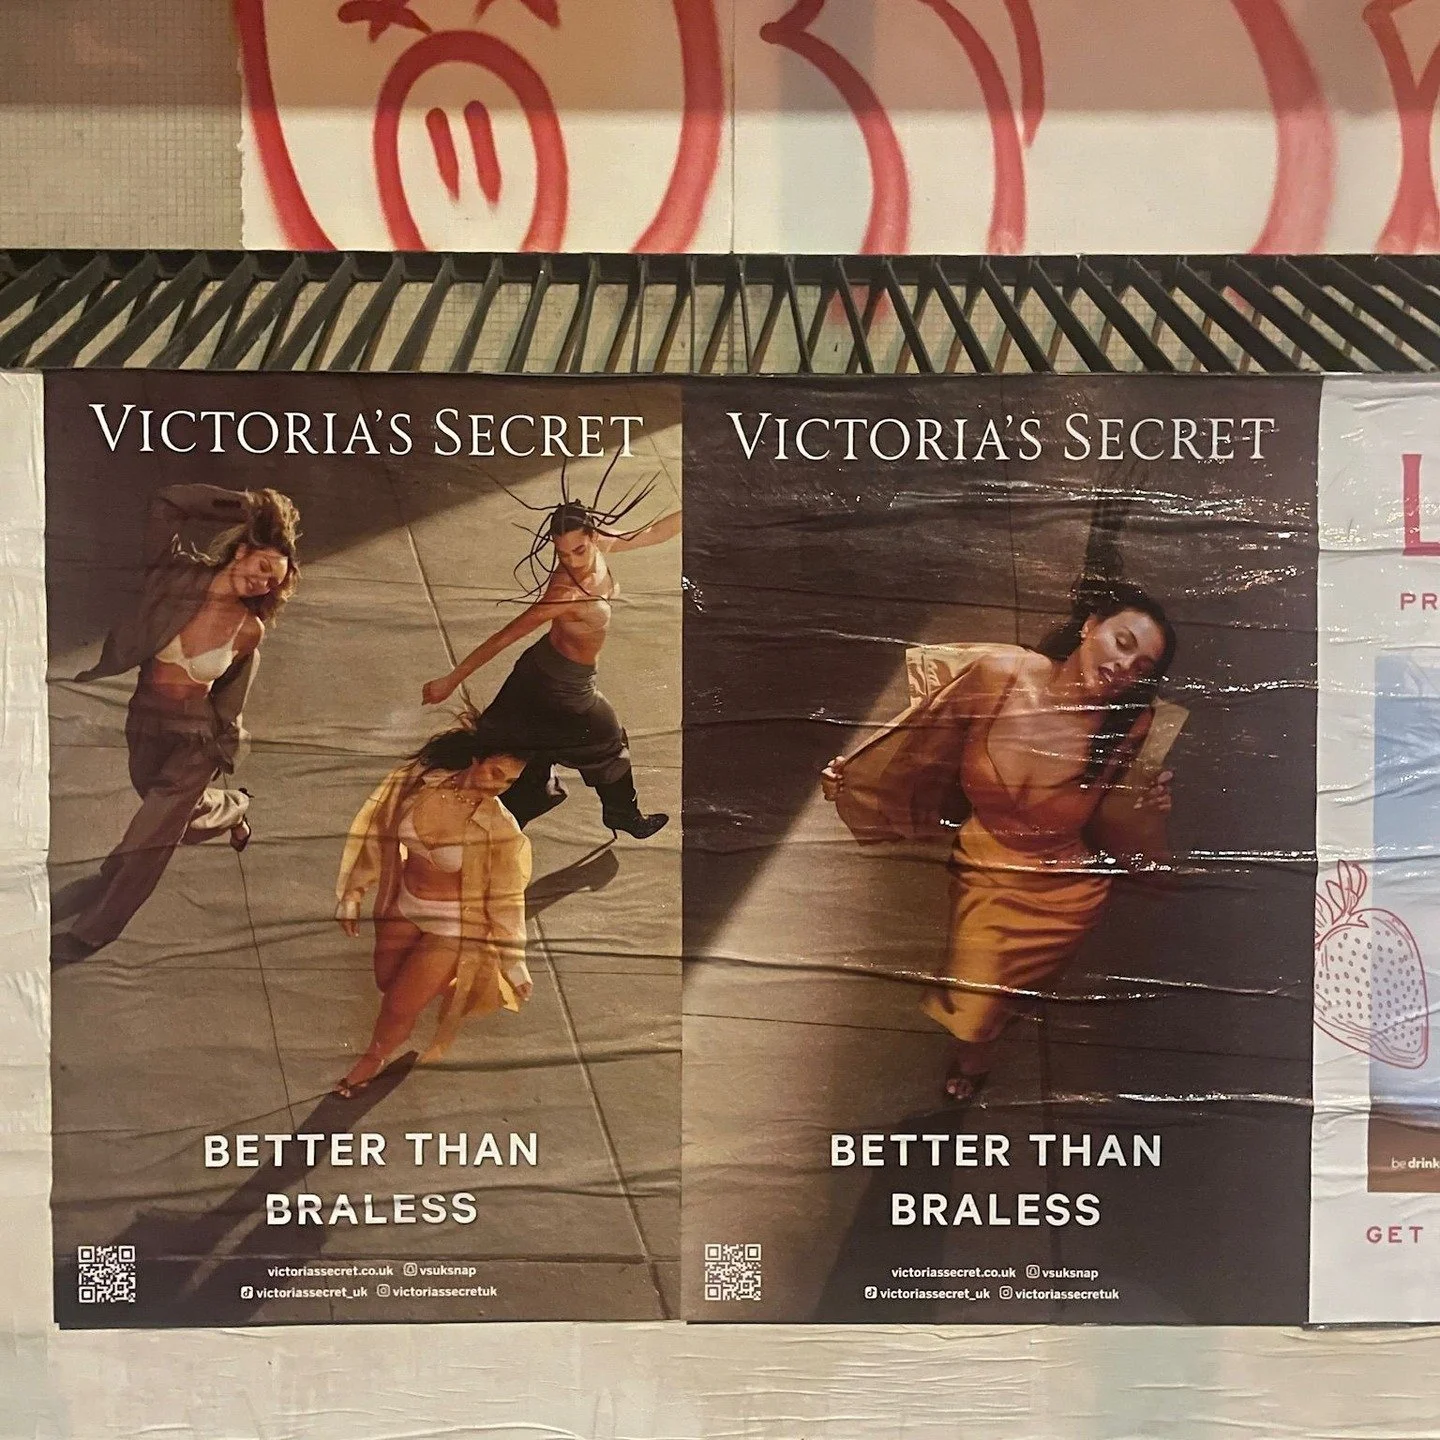 VICTORIA'S SECRET
BETTER THAN
BRALESS
victoriassecret.co.uk vsuksnap
victoriassecret_uk victoriassecretuk
VICTORIA'S SECRET
BETTER THAN
BRALESS
victoriassecret.co.uk vsuksnap
victoriassecret_uk victoriassecretuk
L
PR
be drink
GET